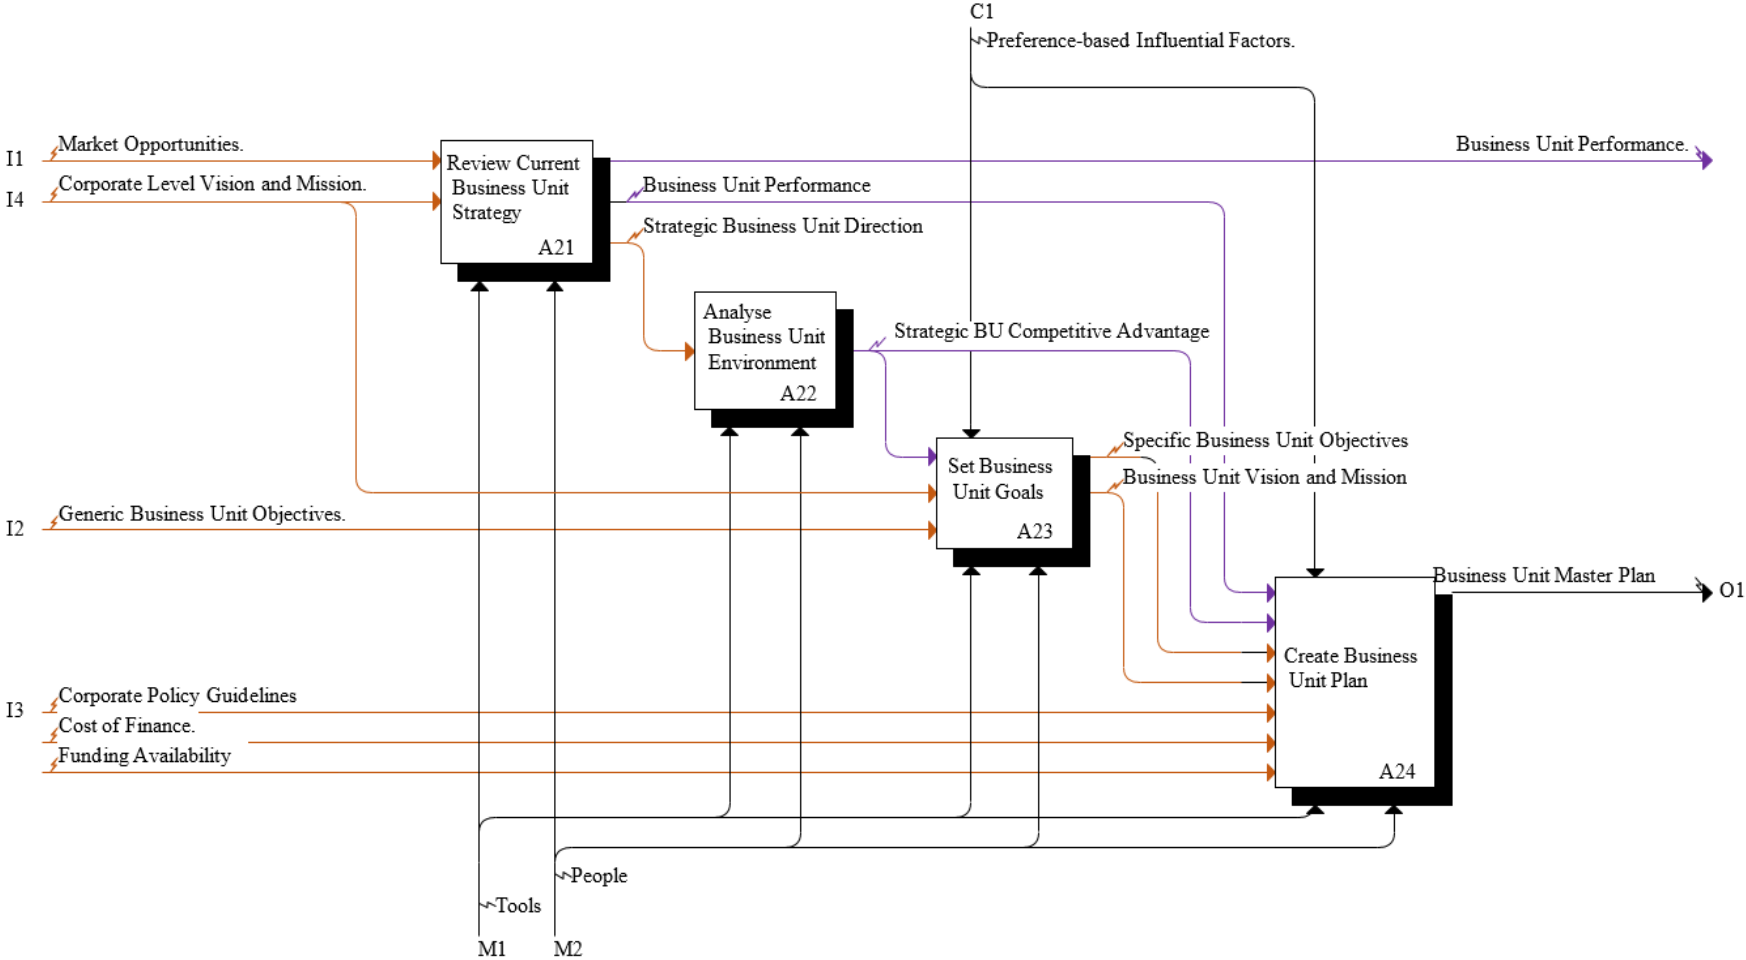 C1
Preference-based Influential Factors.
I1
Market Opportunities.
Business Unit Performance.
I4
Corporate Level Vision and Mission.
Review Current
Business Unit
Strategy
A21
Business Unit Performance
Strategic Business Unit Direction
Analyse
Business Unit
Environment
A22
Strategic BU Competitive Advantage
Set Business
Unit Goals
A23
Specific Business Unit Objectives
Business Unit Vision and Mission
I2
Generic Business Unit Objectives.
Business Unit Master Plan
O1
Create Business
Unit Plan
A24
I3
Corporate Policy Guidelines
Cost of Finance.
Funding Availability
People
Tools
M1
M2